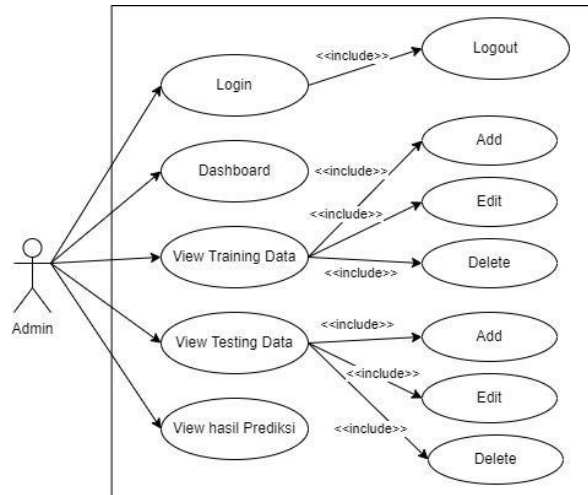 <<include>>
Logout
Login
Add
<<include>>
Dashboard
<<include>>
Edit
View Training Data
<<include>>
Delete
Admin
<<include>>
Add
View Testing Data
<<include>>
Edit
<<include>>
View hasil Prediksi
Delete